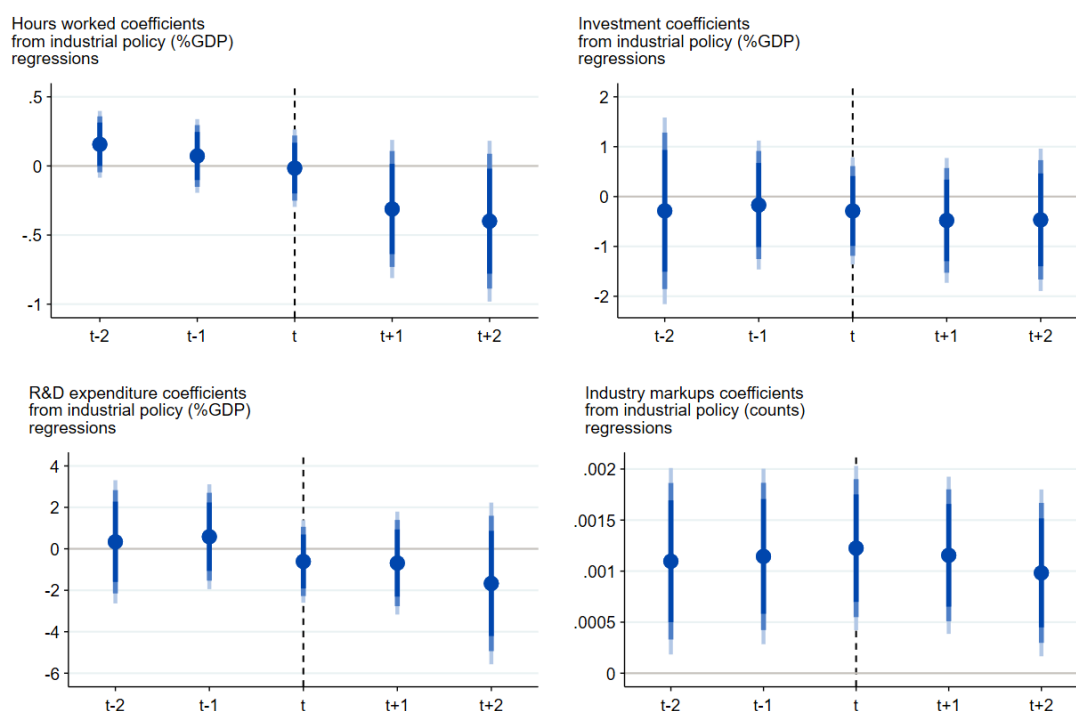 Hours worked coefficients
from industrial policy (%GDP)
regressions
.5
0
-.5
-1
t-2 t-1 t t+1 t+2
Investment coefficients
from industrial policy (%GDP)
regressions
2
1
0
-1
-2
t-2 t-1 t t+1 t+2
R&D expenditure coefficients
from industrial policy (%GDP)
regressions
4
2
0
-2
-4
-6
t-2 t-1 t t+1 t+2
Industry markups coefficients
from industrial policy (counts)
regressions
.002
.0015
.001
.0005
0
t-2 t-1 t t+1 t+2